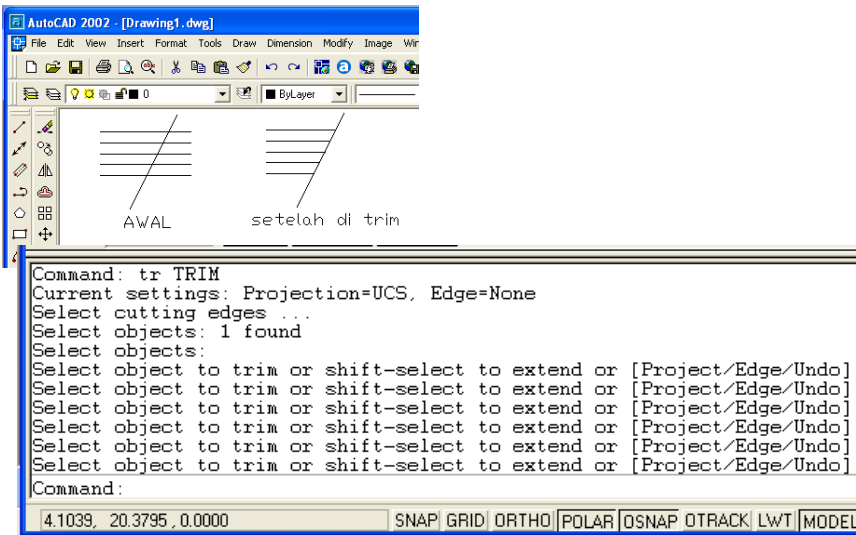 AutoCAD 2002 - [Drawing1.dwg]
File Edit View Insert Format Tools Draw Dimension Modify Image
0 ByLayer
AWAL setelah di trim
Command: tr TRIM
Current settings: Projection=UCS, Edge=None
Select cutting edges ...
Select objects: 1 found
Select objects:
Select object to trim or shift-select to extend or [Project/Edge/Undo]
Select object to trim or shift-select to extend or [Project/Edge/Undo]
Select object to trim or shift-select to extend or [Project/Edge/Undo]
Select object to trim or shift-select to extend or [Project/Edge/Undo]
Select object to trim or shift-select to extend or [Project/Edge/Undo]
Select object to trim or shift-select to extend or [Project/Edge/Undo]
Command:
4.1039, 20.3795 , 0.0000 SNAP GRID ORTHO POLAR OSNAP OTRACK LWT MODEL